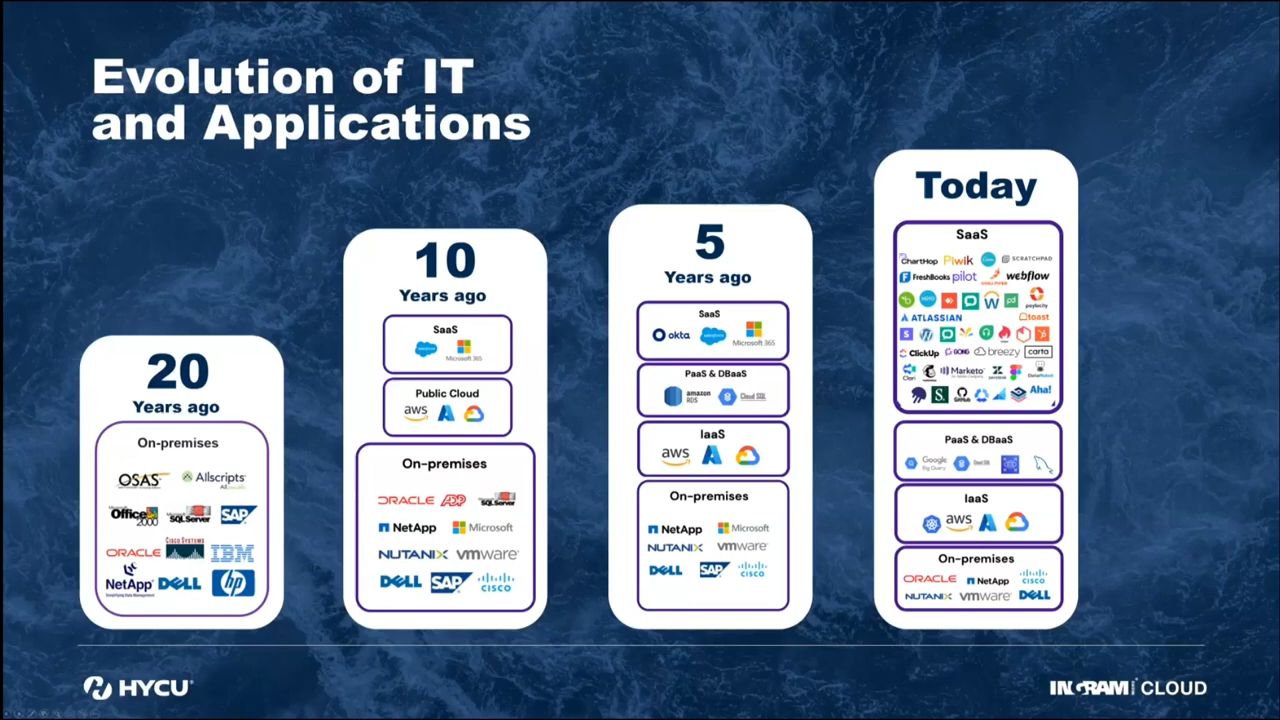 Evolution of IT
and Applications
20
Years ago
On-premises
OSAS
Allscripts
Office 2000
SQL Server
SAP
ORACLE
CISCO SYSTEMS
IBM
NetApp
DELL
hp
10
Years ago
SaaS
salesforce
Microsoft 365
Public Cloud
aws
On-premises
ORACLE
ADP
SQL Server
NetApp
Microsoft
NUTANIX
vmware
DELL
SAP
CISCO
5
Years ago
SaaS
okta
salesforce
Microsoft 365
PaaS & DBaaS
amazon RDS
Cloud SQL
IaaS
aws
On-premises
NetApp
Microsoft
NUTANIX
vmware
DELL
SAP
CISCO
Today
SaaS
ChartHop
Piwik
SCRATCHPAD
FreshBooks
pilot
webflow
paylocity
ATLASSIAN
toast
ClickUp
GONG
breezy
carta
Clari
Marketo
GitHub
Aha!
PaaS & DBaaS
Google Big Query
Cloud SQL
IaaS
aws
On-premises
ORACLE
NetApp
CISCO
NUTANIX
vmware
DELL
HYCU
INGRAM MICRO CLOUD